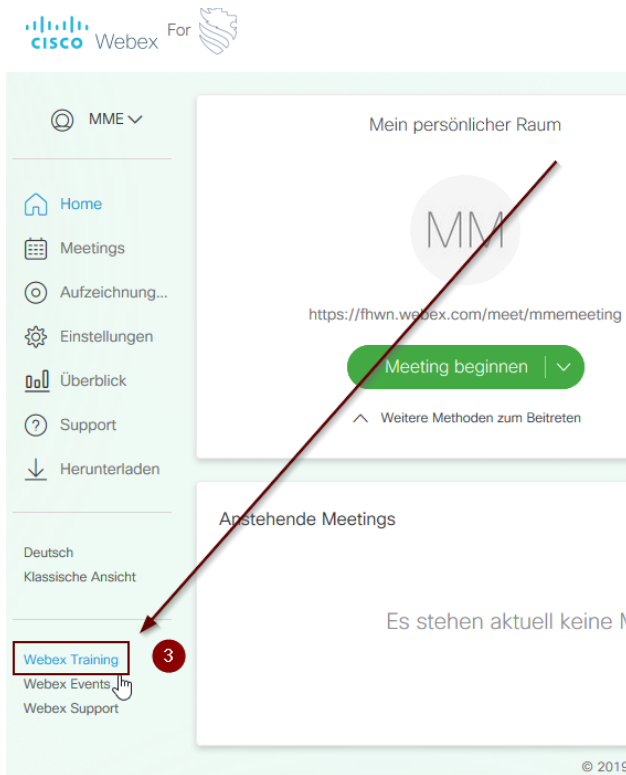 CISCO Webex For
MME
Home
Meetings
Aufzeichnung...
Einstellungen
Überblick
Support
Herunterladen
Deutsch
Klassische Ansicht
Webex Training
3
Webex Events
Webex Support
Mein persönlicher Raum
MM
https://fhwn.webex.com/meet/mmemeeting
Meeting beginnen
Weitere Methoden zum Beitreten
Anstehende Meetings
Es stehen aktuell keine
© 2019